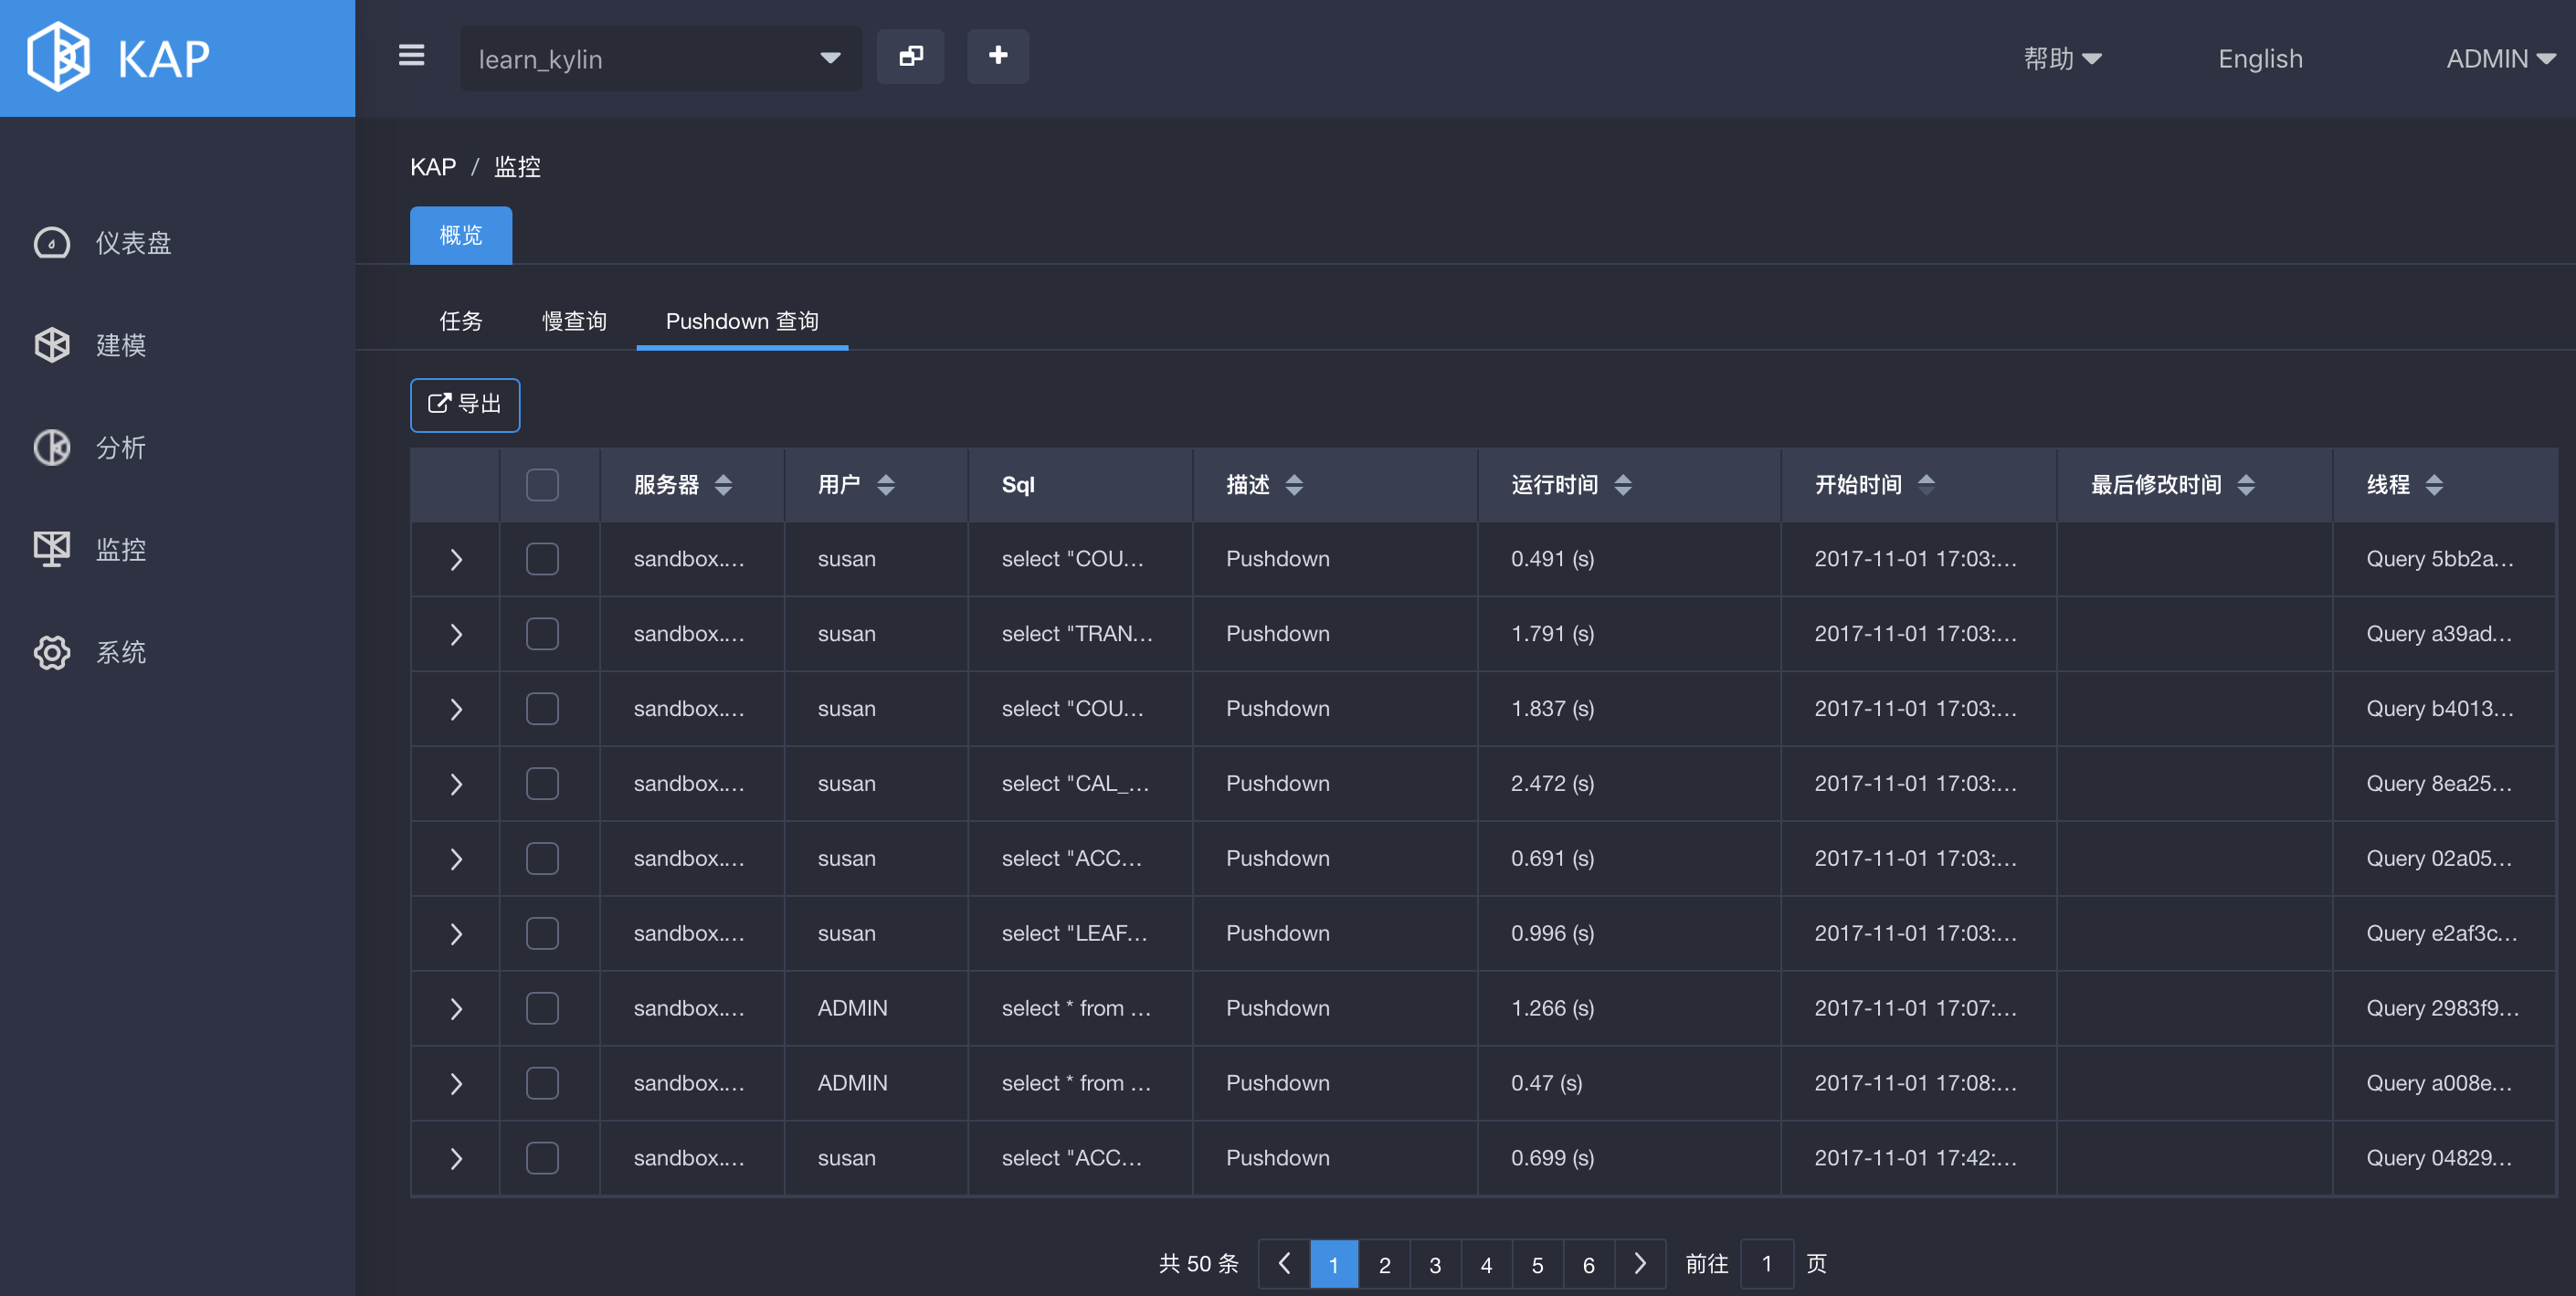 KAP
learn_kylin
帮助
English
ADMIN
仪表盘
建模
分析
监控
系统
KAP / 监控
概览
任务 慢查询 Pushdown 查询
导出
服务器 用户 Sql 描述 运行时间 开始时间 最后修改时间 线程
sandbox.... susan select "COU... Pushdown 0.491 (s) 2017-11-01 17:03:... Query 5bb2a...
sandbox.... susan select "TRAN... Pushdown 1.791 (s) 2017-11-01 17:03:... Query a39ad...
sandbox.... susan select "COU... Pushdown 1.837 (s) 2017-11-01 17:03:... Query b4013...
sandbox.... susan select "CAL_... Pushdown 2.472 (s) 2017-11-01 17:03:... Query 8ea25...
sandbox.... susan select "ACC... Pushdown 0.691 (s) 2017-11-01 17:03:... Query 02a05...
sandbox.... susan select "LEAF... Pushdown 0.996 (s) 2017-11-01 17:03:... Query e2af3c...
sandbox.... ADMIN select * from ... Pushdown 1.266 (s) 2017-11-01 17:07:... Query 2983f9...
sandbox.... ADMIN select * from ... Pushdown 0.47 (s) 2017-11-01 17:08:... Query a008e...
sandbox.... susan select "ACC... Pushdown 0.699 (s) 2017-11-01 17:42:... Query 04829...
共 50 条 1 2 3 4 5 6 前往 1 页